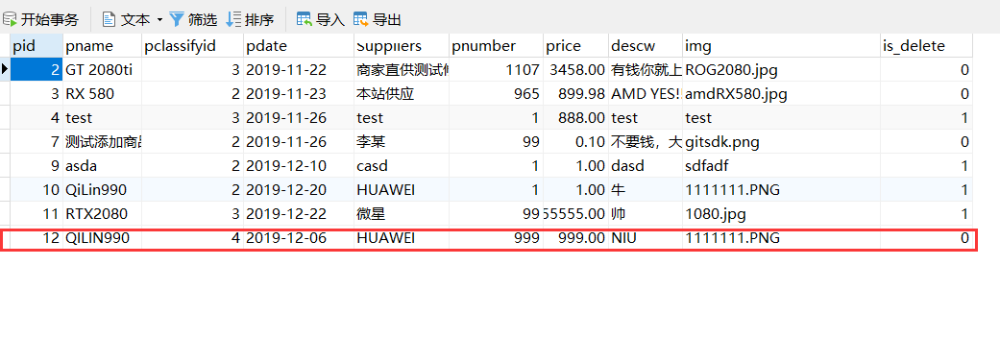 开始事务 文本 筛选 排序 导入 导出
pid pname pclassifyid pdate Suppliers pnumber price descw img is_delete
2 GT 2080ti 3 2019-11-22 商家直供测试 1107 3458.00 有钱你就上 ROG2080.jpg 0
3 RX 580 2 2019-11-23 本站供应 965 899.98 AMD YES! amdRX580.jpg 0
4 test 3 2019-11-26 test 1 888.00 test test 1
7 测试添加商品 2 2019-11-26 李某 99 0.10 不要钱，大 gitsdk.png 0
9 asda 2 2019-12-10 casd 1 1.00 dasd sdfadf 1
10 QiLin990 2 2019-12-20 HUAWEI 1 1.00 牛 1111111.PNG 1
11 RTX2080 3 2019-12-22 微星 99 55555.00 帅 1080.jpg 1
12 QILIN990 4 2019-12-06 HUAWEI 999 999.00 NIU 1111111.PNG 0